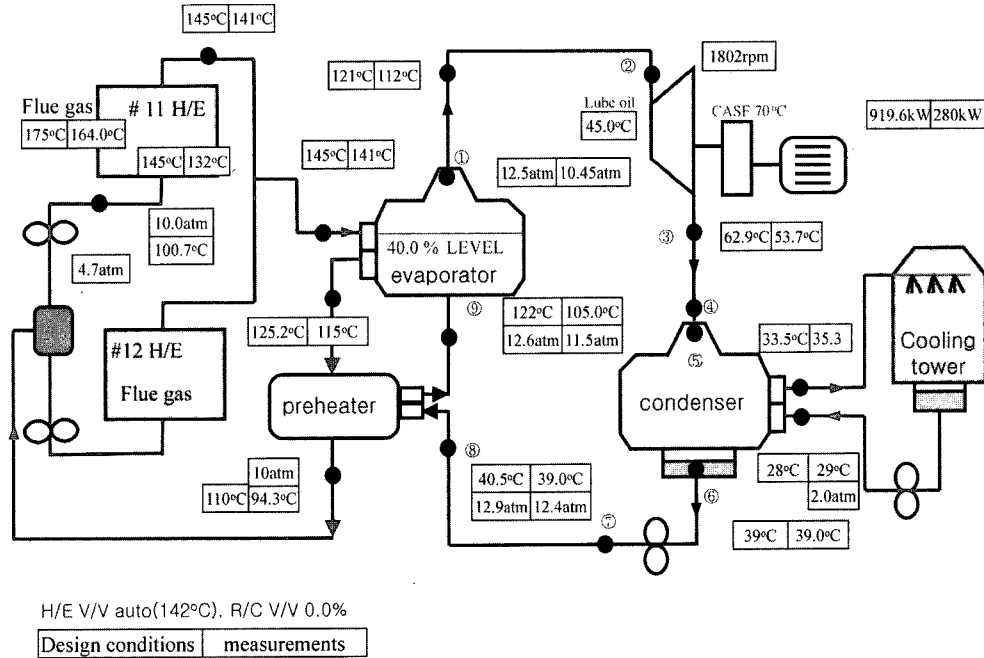 145°C 141°C
Flue gas
175°C 164.0°C
# 11 H/E
145°C 132°C
10.0atm
100.7°C
4.7atm
#12 H/E
Flue gas
121°C 112°C
145°C 141°C
①
12.5atm 10.45atm
40.0 % LEVEL
evaporator
⑨
122°C 105.0°C
12.6atm 11.5atm
125.2°C 115°C
preheater
10atm
110°C 94.3°C
②
1802rpm
Lube oil
45.0°C
CASE 70°C
919.6kW 280kW
③
62.9°C 53.7°C
④
⑤
33.5°C 35.3
condenser
Cooling
tower
28°C 29°C
2.0atm
⑥
39°C 39.0°C
⑧
40.5°C 39.0°C
12.9atm 12.4atm
⑦
H/E V/V auto(142°C), R/C V/V 0.0%
Design conditions measurements